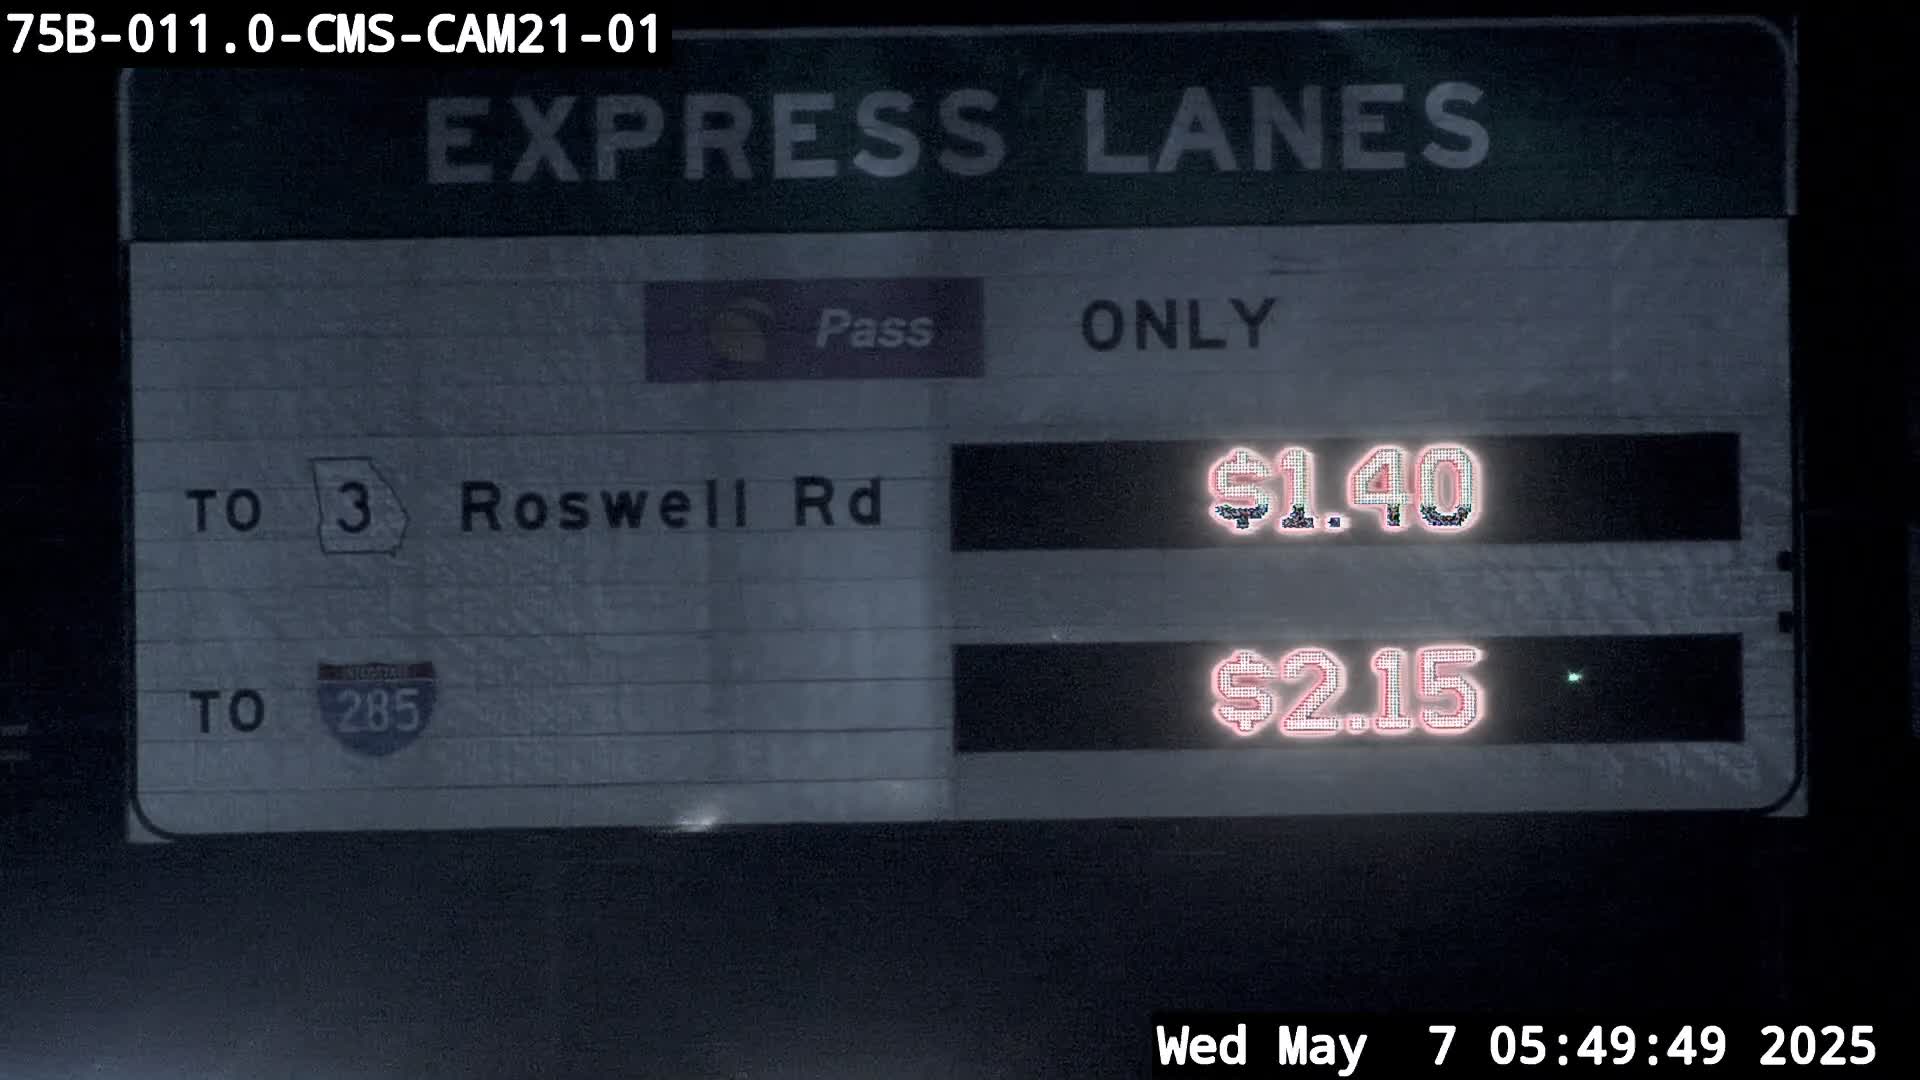 75B-011.0-CMS-CAM21-01
EXPRESS LANES
Pass ONLY
TO 3 Roswell Rd $1.40
TO INTERSTATE 285 $2.15
Wed May 7 05:49:49 2025